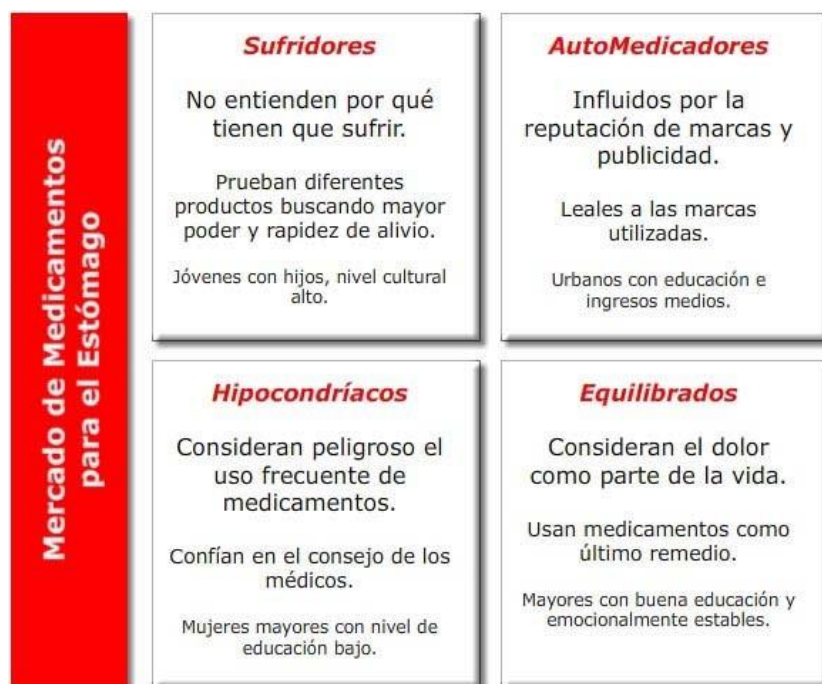 Mercado de Medicamentos
para el Estómago
Sufridores
No entienden por qué
tienen que sufrir.
Prueban diferentes
productos buscando mayor
poder y rapidez de alivio.
Jóvenes con hijos, nivel cultural
alto.
AutoMedicadores
Influidos por la
reputación de marcas y
publicidad.
Leales a las marcas
utilizadas.
Urbanos con educación e
ingresos medios.
Hipocondríacos
Consideran peligroso el
uso frecuente de
medicamentos.
Confían en el consejo de los
médicos.
Mujeres mayores con nivel de
educación bajo.
Equilibrados
Consideran el dolor
como parte de la vida.
Usan medicamentos como
último remedio.
Mayores con buena educación y
emocionalmente estables.